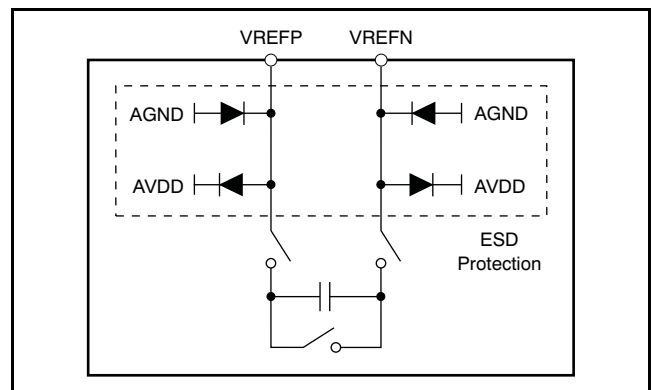 VREFP VREFN
AGND AGND
AVDD AVDD
ESD
Protection